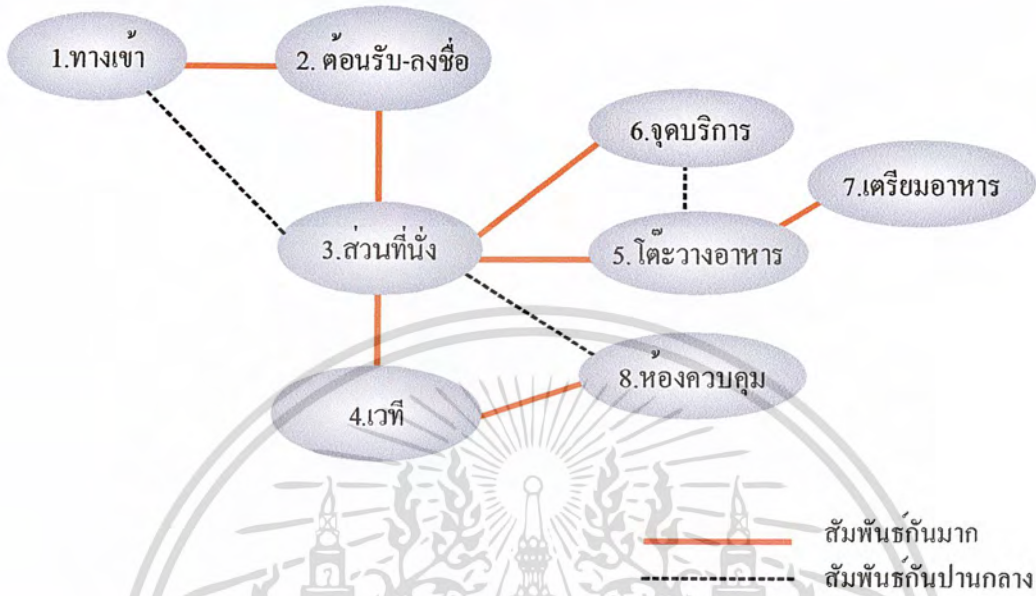 1.ทางเข้า
2. ต้อนรับ-ลงชื่อ
6.จุดบริการ
7.เตรียมอาหาร
3.ส่วนที่นั่ง
5. โต๊ะวางอาหาร
8.ห้องควบคุม
4.เวที
สัมพันธ์กันมาก
สัมพันธ์กันปานกลาง